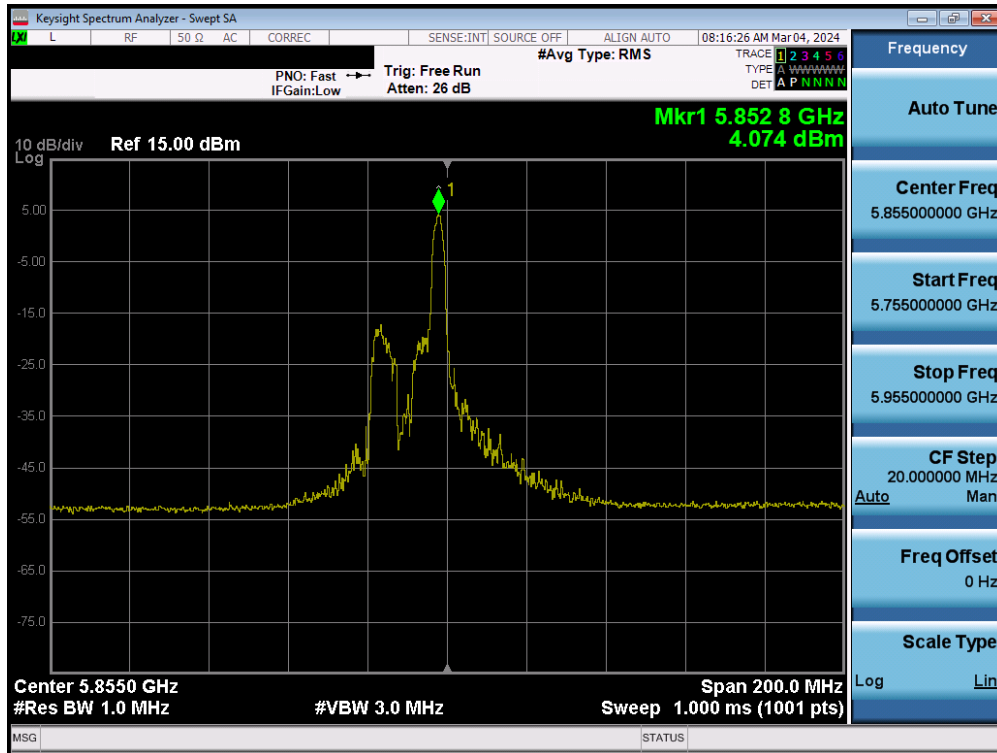 Keysight Spectrum Analyzer - Swept SA
LXI L RF 50 Ω AC CORREC SENSE:INT SOURCE OFF ALIGN AUTO 08:16:26 AM Mar 04, 2024
#Avg Type: RMS
TRACE 1 2 3 4 5 6
TYPE A WWWWW
DET A P N N N N
PNO: Fast
IFGain:Low
Trig: Free Run
Atten: 26 dB
Mkr1 5.852 8 GHz
4.074 dBm
10 dB/div
Log
Ref 15.00 dBm
1
5.00
-5.00
-15.0
-25.0
-35.0
-45.0
-55.0
-65.0
-75.0
Center 5.8550 GHz
#Res BW 1.0 MHz
#VBW 3.0 MHz
Span 200.0 MHz
Sweep 1.000 ms (1001 pts)
MSG
STATUS
Frequency
Auto Tune
Center Freq
5.855000000 GHz
Start Freq
5.755000000 GHz
Stop Freq
5.955000000 GHz
CF Step
20.000000 MHz
Auto Man
Freq Offset
0 Hz
Scale Type
Log Lin